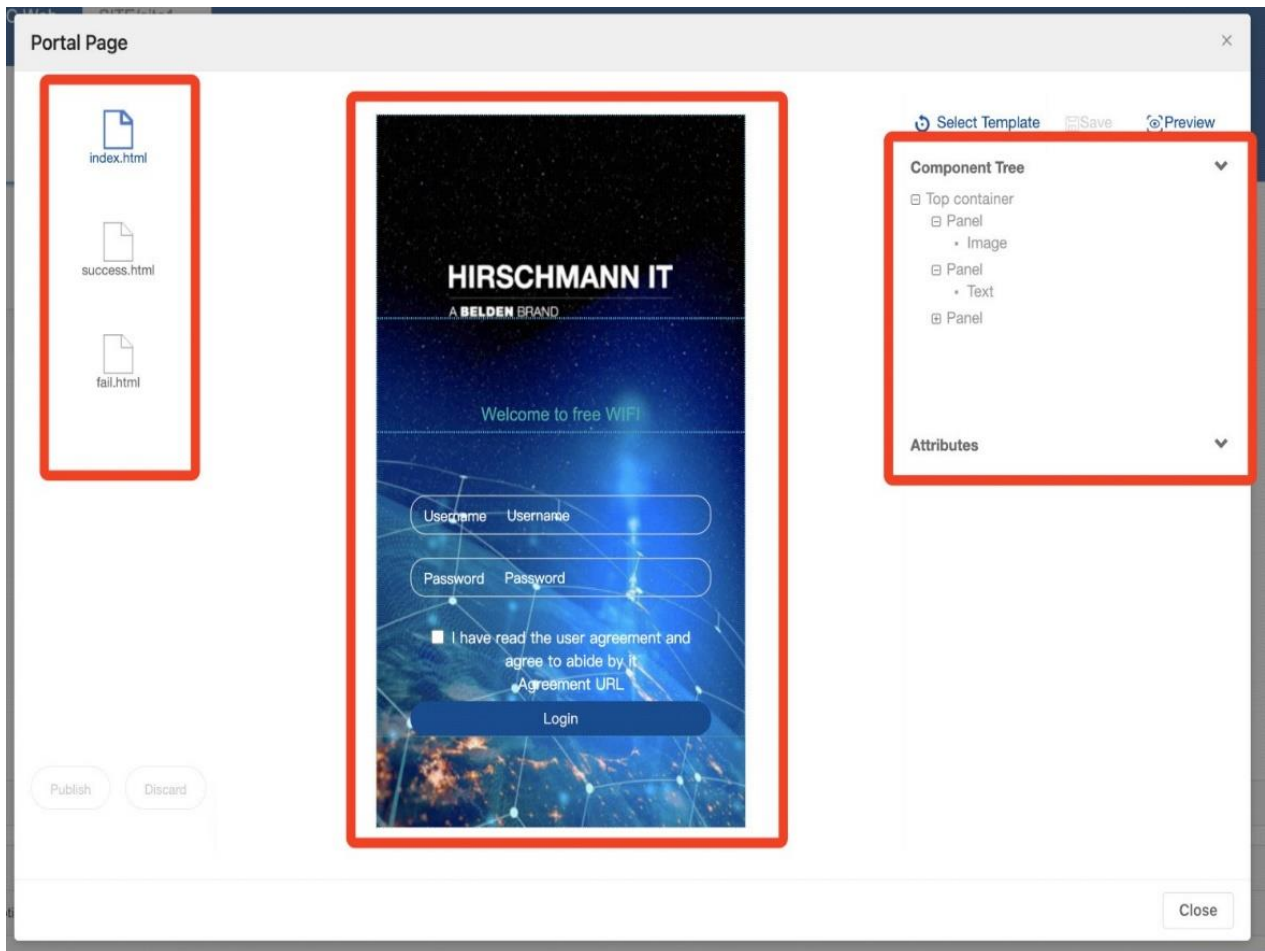 SITE/site1
Portal Page
index.html
success.html
fail.html
Publish
Discard
HIRSCHMANN IT
A BELDEN BRAND
Welcome to free WIFI
Username Username
Password Password
I have read the user agreement and
agree to abide by it
Agreement URL
Login
Select Template Save Preview
Component Tree
Top container
Panel
Image
Panel
Text
Panel
Attributes
Close